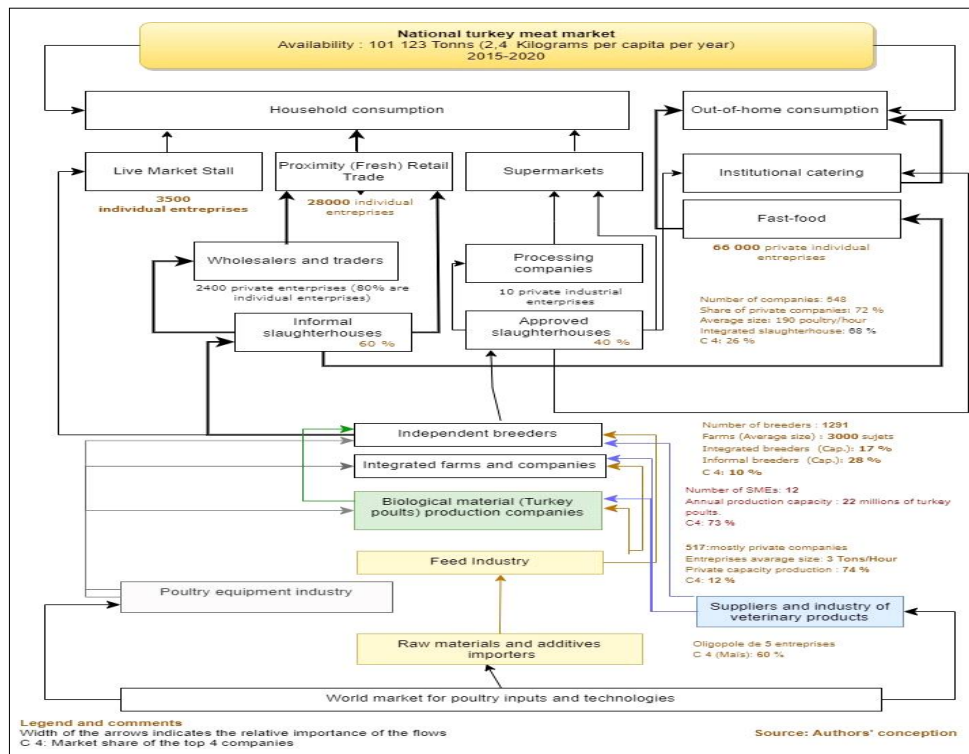 National turkey meat market
Availability : 101 123 Tonns (2,4 Kilograms per capita per year)
2015-2020
Household consumption
Out-of-home consumption
Live Market Stall
Proximity (Fresh) Retail
Trade
Supermarkets
Institutional catering
3500
individual entreprises
28000 individual
entreprises
Fast-food
66 000 private individual
entreprises
Wholesalers and traders
Processing
companies
2400 private enterprises (80% are
individual enterprises)
10 private industrial
enterprises
Informal
slaughterhouses
60 %
Approved
slaughterhouses
40 %
Number of companies: 548
Share of private companies: 72 %
Average size: 190 poultry/hour
Integrated slaughterhouse: 68 %
C 4: 26 %
Independent breeders
Integrated farms and companies
Biological material (Turkey
poults) production companies
Number of breeders : 1291
Farms (Average size) : 3000 sujets
Integrated breeders (Cap.): 17 %
Informal breeders (Cap.): 28 %
C 4: 10 %
Number of SMEs: 12
Annual production capacity : 22 millions of turkey
poults.
C4: 73 %
Feed Industry
517:mostly private companies
Entreprises avarage size: 3 Tons/Hour
Private capacity production : 74 %
C4: 12 %
Poultry equipment industry
Suppliers and industry of
veterinary products
Raw materials and additives
importers
Oligopole de 5 entreprises
C 4 (Maïs): 60 %
World market for poultry inputs and technologies
Legend and comments
Width of the arrows indicates the relative importance of the flows
C 4: Market share of the top 4 companies
Source: Authors' conception